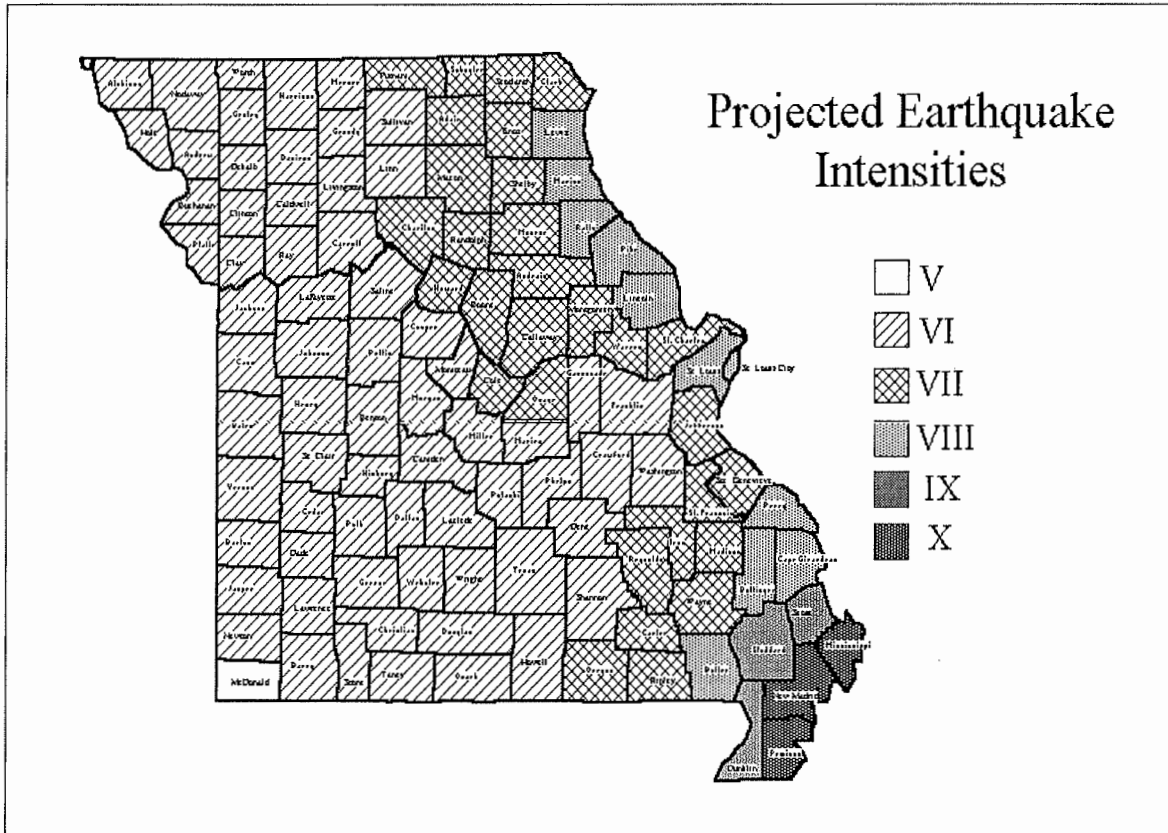 Projected Earthquake
Intensities
V
VI
VII
VIII
IX
X
Atchison
Nodaway
Worth
Harrison
Mercer
Putnam
Schuyler
Scotland
Clark
Holt
Gentry
Grundy
Sullivan
Adair
Knox
Lewis
Andrew
Dekalb
Daviess
Livingston
Linn
Macon
Shelby
Marion
Buchanan
Clinton
Caldwell
Chariton
Randolph
Monroe
Ralls
Pike
Platte
Clay
Ray
Carroll
Howard
Boone
Audrain
Lincoln
Jackson
Lafayette
Saline
Cooper
Callaway
Montgomery
Warren
St. Charles
St. Louis
St. Louis City
Cass
Johnson
Pettis
Moniteau
Cole
Osage
Gasconade
Franklin
Jefferson
Bates
Henry
Benton
Morgan
Miller
Maries
St. Clair
Hickory
Camden
Pulaski
Phelps
Crawford
Washington
Ste. Genevieve
Vernon
Cedar
Polk
Dallas
Laclede
Dent
Iron
St. Francois
Perry
Barton
Dade
Greene
Webster
Wright
Texas
Shannon
Reynolds
Madison
Bollinger
Cape Girardeau
Jasper
Lawrence
Christian
Douglas
Howell
Carter
Wayne
Scott
Newton
Barry
Stone
Taney
Ozark
Oregon
Ripley
Butler
Stoddard
Mississippi
McDonald
New Madrid
Pemiscot
Dunklin